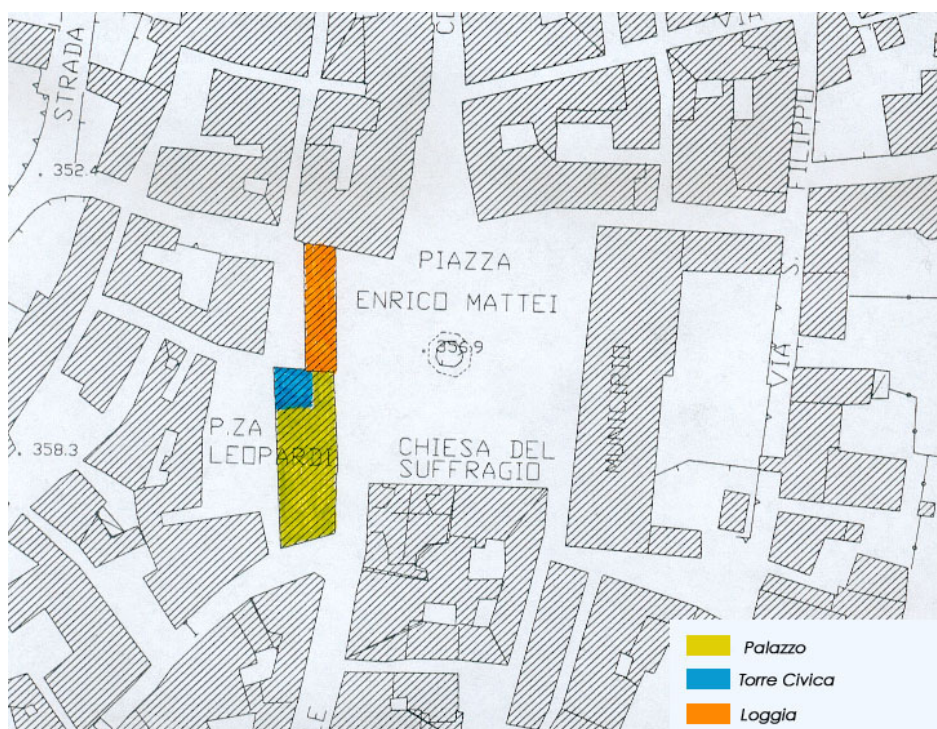 STRADA
VIA
. 352.4
FILIPPO
PIAZZA
ENRICO MATTEI
. 356.9
VIA S.
MUNICIPIO
P.ZA
LEOPARDI
CHIESA DEL
SUFFRAGIO
. 358.3
E
Palazzo
Torre Civica
Loggia